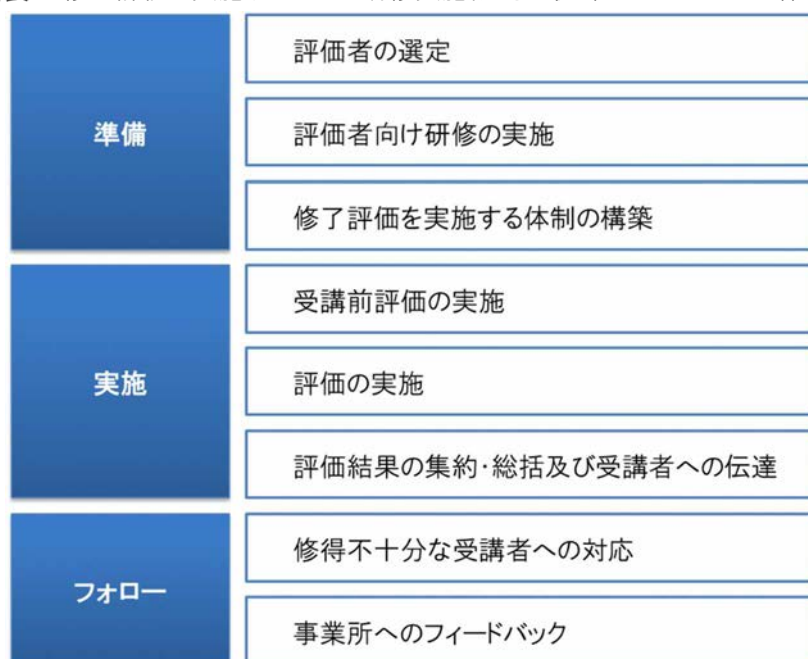 準備
評価者の選定
評価者向け研修の実施
修了評価を実施する体制の構築
実施
受講前評価の実施
評価の実施
評価結果の集約・総括及び受講者への伝達
フォロー
修得不十分な受講者への対応
事業所へのフィードバック